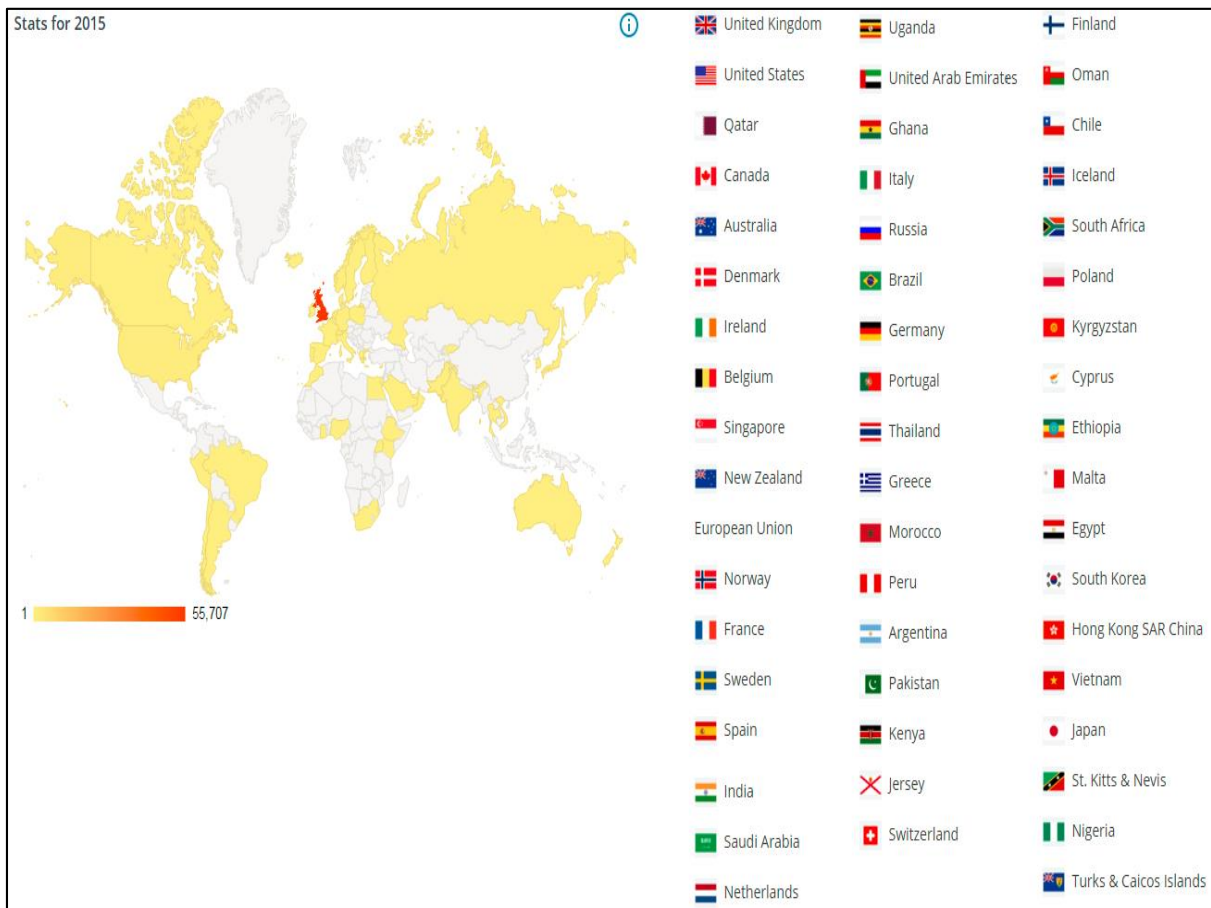 Stats for 2015
1
55,707
United Kingdom
United States
Qatar
Canada
Australia
Denmark
Ireland
Belgium
Singapore
New Zealand
European Union
Norway
France
Sweden
Spain
India
Saudi Arabia
Netherlands
Uganda
United Arab Emirates
Ghana
Italy
Russia
Brazil
Germany
Portugal
Thailand
Greece
Morocco
Peru
Argentina
Pakistan
Kenya
Jersey
Switzerland
Finland
Oman
Chile
Iceland
South Africa
Poland
Kyrgyzstan
Cyprus
Ethiopia
Malta
Egypt
South Korea
Hong Kong SAR China
Vietnam
Japan
St. Kitts & Nevis
Nigeria
Turks & Caicos Islands